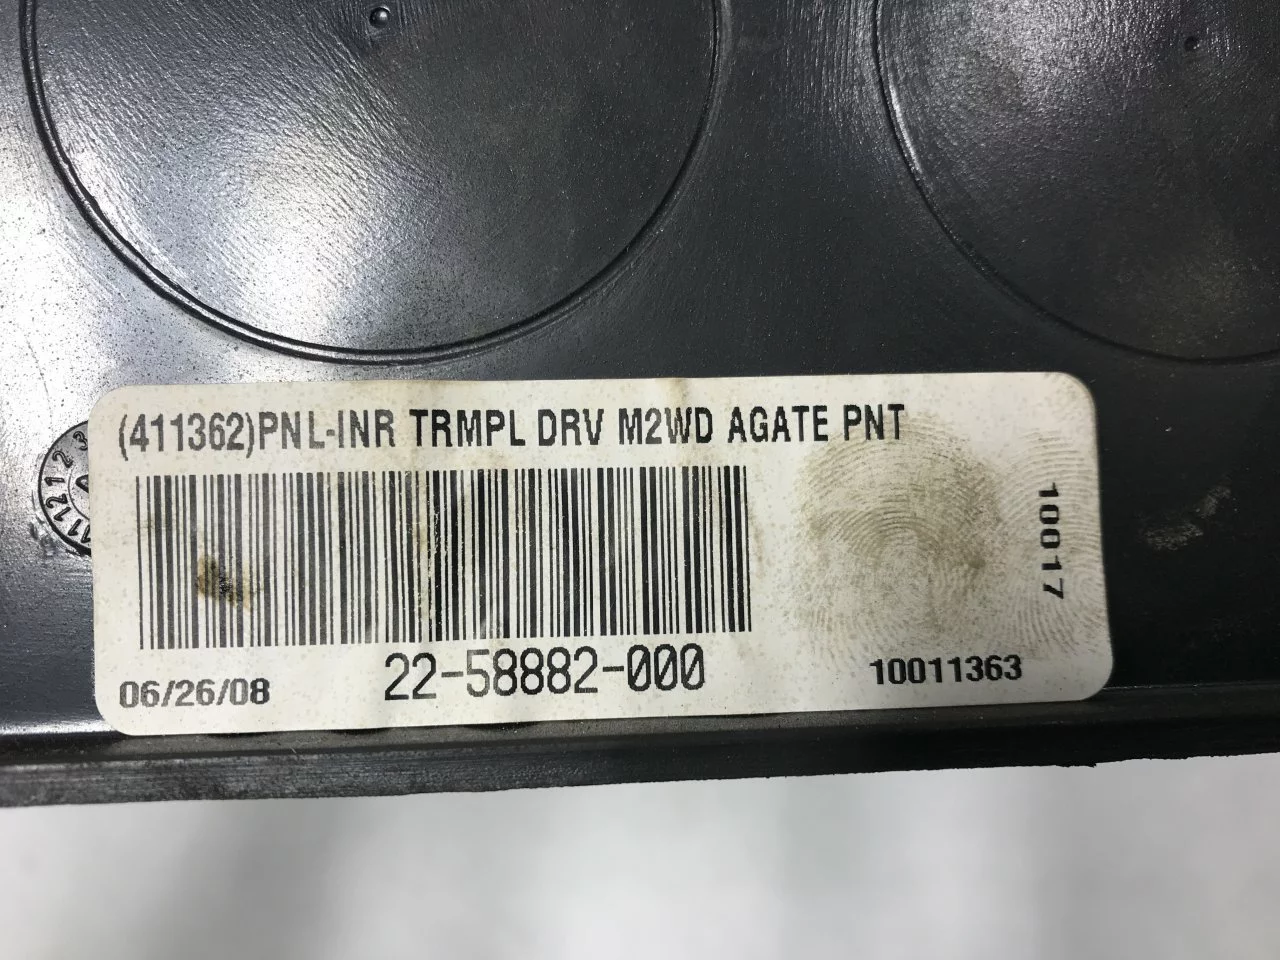 (411362)PNL-INR TRMPL DRV M2WD AGATE PNT
10017
22-58882-000
06/26/08
10011363